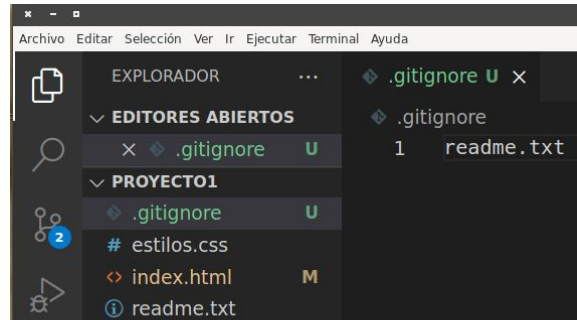 Archivo Editar Selección Ver Ir Ejecutar Terminal Ayuda
EXPLORADOR ...
EDITORES ABIERTOS
.gitignore U
PROYECTO1
.gitignore U
# estilos.css
<> index.html M
readme.txt
2
.gitignore U
.gitignore
1 readme.txt